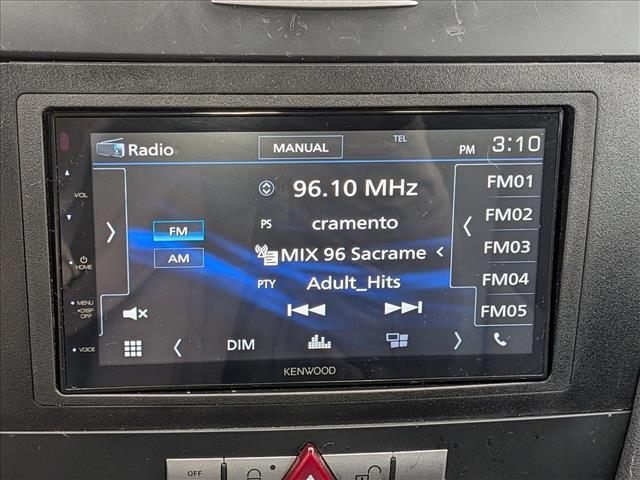 Radio MANUAL TEL PM 3:10
96.10 MHz
PS cramento
MIX 96 Sacrame
PTY Adult_Hits
FM
AM
FM01
FM02
FM03
FM04
FM05
DIM
VOL
HOME
MENU
DISP
OFF
VOICE
KENWOOD
OFF